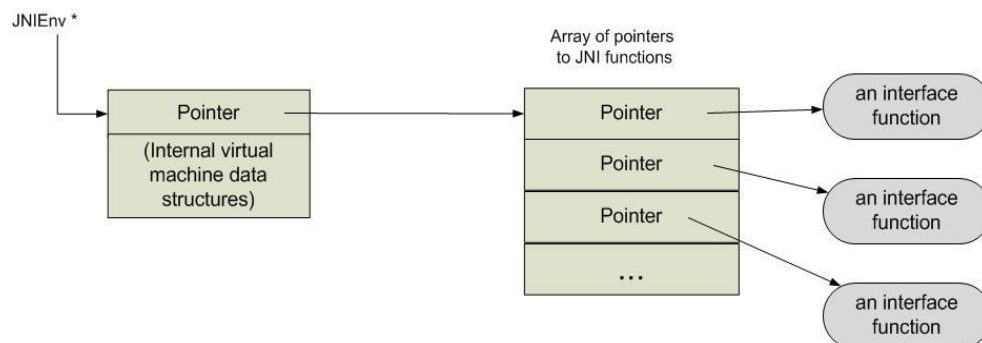 JNIEnv *
Array of pointers
to JNI functions
Pointer
(Internal virtual
machine data
structures)
Pointer
Pointer
Pointer
...
an interface
function
an interface
function
an interface
function